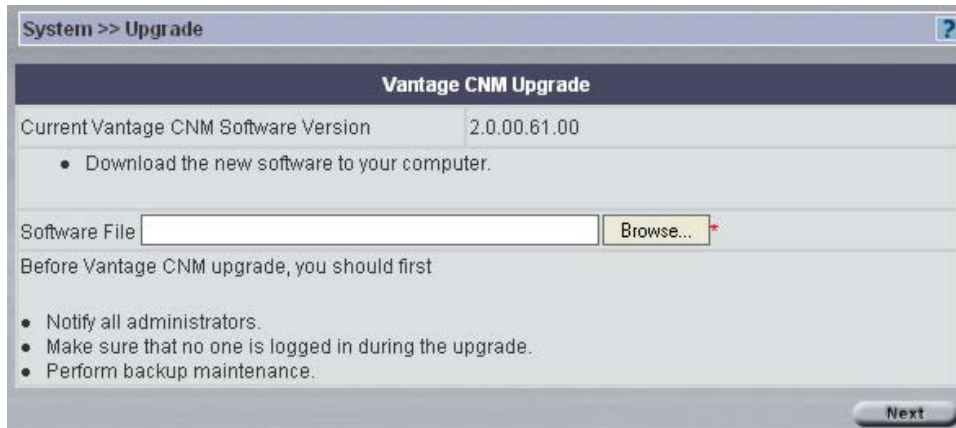 System >> Upgrade
?
Vantage CNM Upgrade
Current Vantage CNM Software Version 2.0.00.61.00
• Download the new software to your computer.
Software File Browse... *
Before Vantage CNM upgrade, you should first
• Notify all administrators.
• Make sure that no one is logged in during the upgrade.
• Perform backup maintenance.
Next